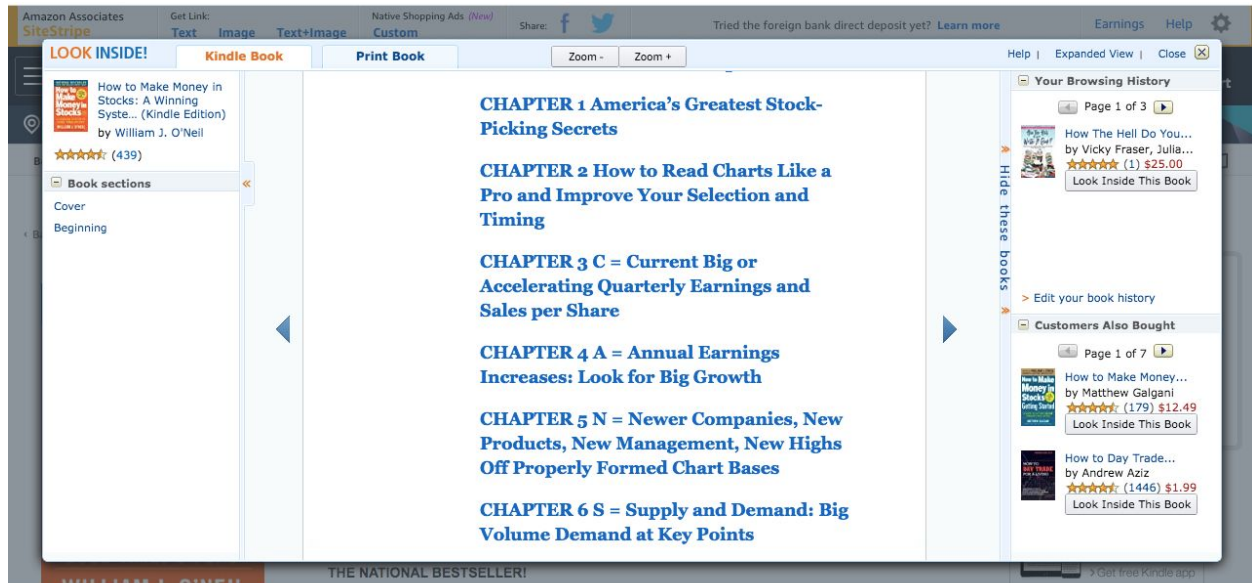 Amazon Associates
SiteStripe
Get Link:
Text Image Text+Image
Native Shopping Ads (New)
Custom
Share:
Tried the foreign bank direct deposit yet? Learn more
Earnings Help
LOOK INSIDE!
Kindle Book
Print Book
Zoom -
Zoom +
Help | Expanded View | Close
How to Make Money in
Stocks: A Winning
Syste... (Kindle Edition)
by William J. O'Neil
(439)
Book sections
Cover
Beginning
CHAPTER 1 America's Greatest Stock-
Picking Secrets
CHAPTER 2 How to Read Charts Like a
Pro and Improve Your Selection and
Timing
CHAPTER 3 C = Current Big or
Accelerating Quarterly Earnings and
Sales per Share
CHAPTER 4 A = Annual Earnings
Increases: Look for Big Growth
CHAPTER 5 N = Newer Companies, New
Products, New Management, New Highs
Off Properly Formed Chart Bases
CHAPTER 6 S = Supply and Demand: Big
Volume Demand at Key Points
» Hide these books »
Your Browsing History
Page 1 of 3
How The Hell Do You...
by Vicky Fraser, Julia...
(1) $25.00
Look Inside This Book
> Edit your book history
Customers Also Bought
Page 1 of 7
How to Make Money...
by Matthew Galgani
(179) $12.49
Look Inside This Book
How to Day Trade...
by Andrew Aziz
(1446) $1.99
Look Inside This Book
THE NATIONAL BESTSELLER!
> Get free Kindle app